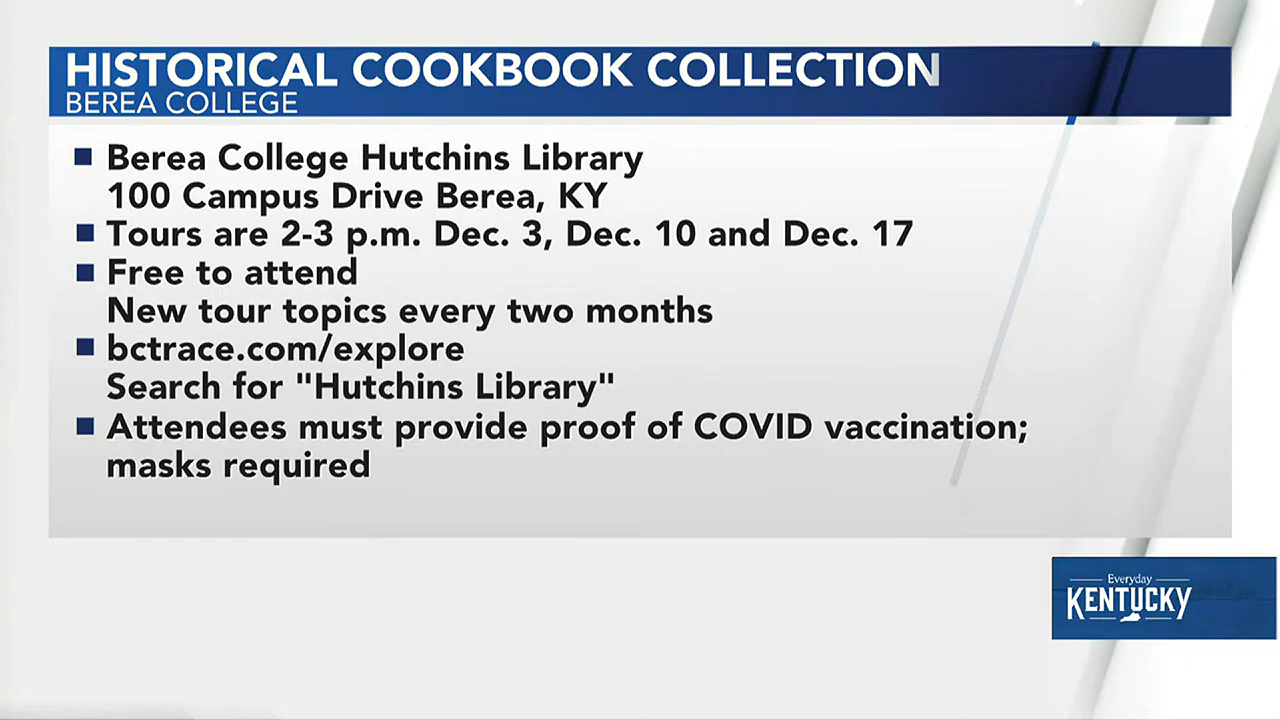 HISTORICAL COOKBOOK COLLECTION
BEREA COLLEGE
Berea College Hutchins Library
100 Campus Drive Berea, KY
Tours are 2-3 p.m. Dec. 3, Dec. 10 and Dec. 17
Free to attend
New tour topics every two months
bctrace.com/explore
Search for "Hutchins Library"
Attendees must provide proof of COVID vaccination;
masks required
Everyday
KENTUCKY